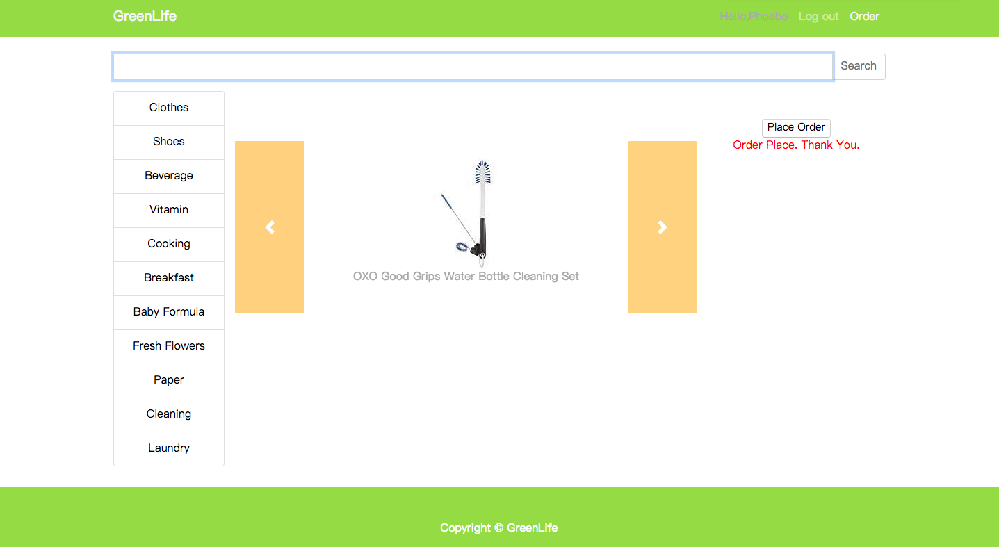 GreenLife
Hello,Phoebe Log out Order
Search
Clothes
Shoes
Beverage
Vitamin
Cooking
Breakfast
Baby Formula
Fresh Flowers
Paper
Cleaning
Laundry
OXO Good Grips Water Bottle Cleaning Set
Place Order
Order Place. Thank You.
Copyright © GreenLife